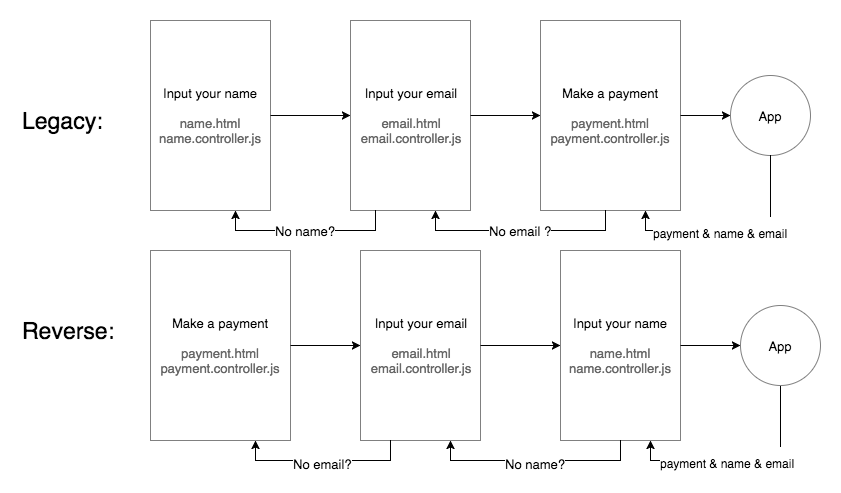 Legacy:
Input your name
name.html
name.controller.js
Input your email
email.html
email.controller.js
Make a payment
payment.html
payment.controller.js
App
No name?
No email ?
payment & name & email
Reverse:
Make a payment
payment.html
payment.controller.js
Input your email
email.html
email.controller.js
Input your name
name.html
name.controller.js
App
No email?
No name?
payment & name & email